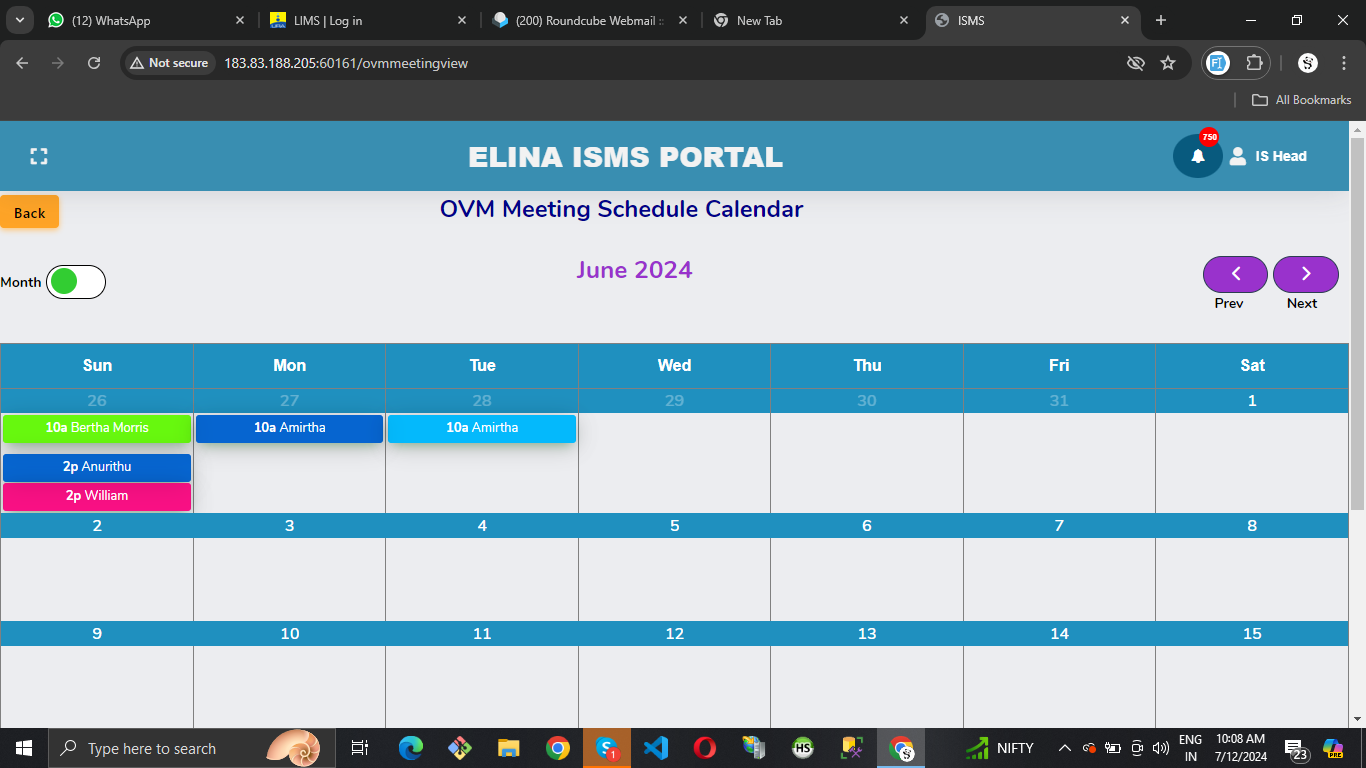 (12) WhatsApp
LIMS | Log in
(200) Roundcube Webmail ::
New Tab
ISMS
Not secure 183.83.188.205:60161/ovmmeetingview
All Bookmarks
ELINA ISMS PORTAL
750
IS Head
Back
OVM Meeting Schedule Calendar
Month
June 2024
Prev Next
Sun Mon Tue Wed Thu Fri Sat
26 27 28 29 30 31 1
10a Bertha Morris 10a Amirtha 10a Amirtha
2p Anurithu
2p William
2 3 4 5 6 7 8
9 10 11 12 13 14 15
Type here to search
1
HS
NIFTY
ENG
IN
10:08 AM
7/12/2024
23
PRE